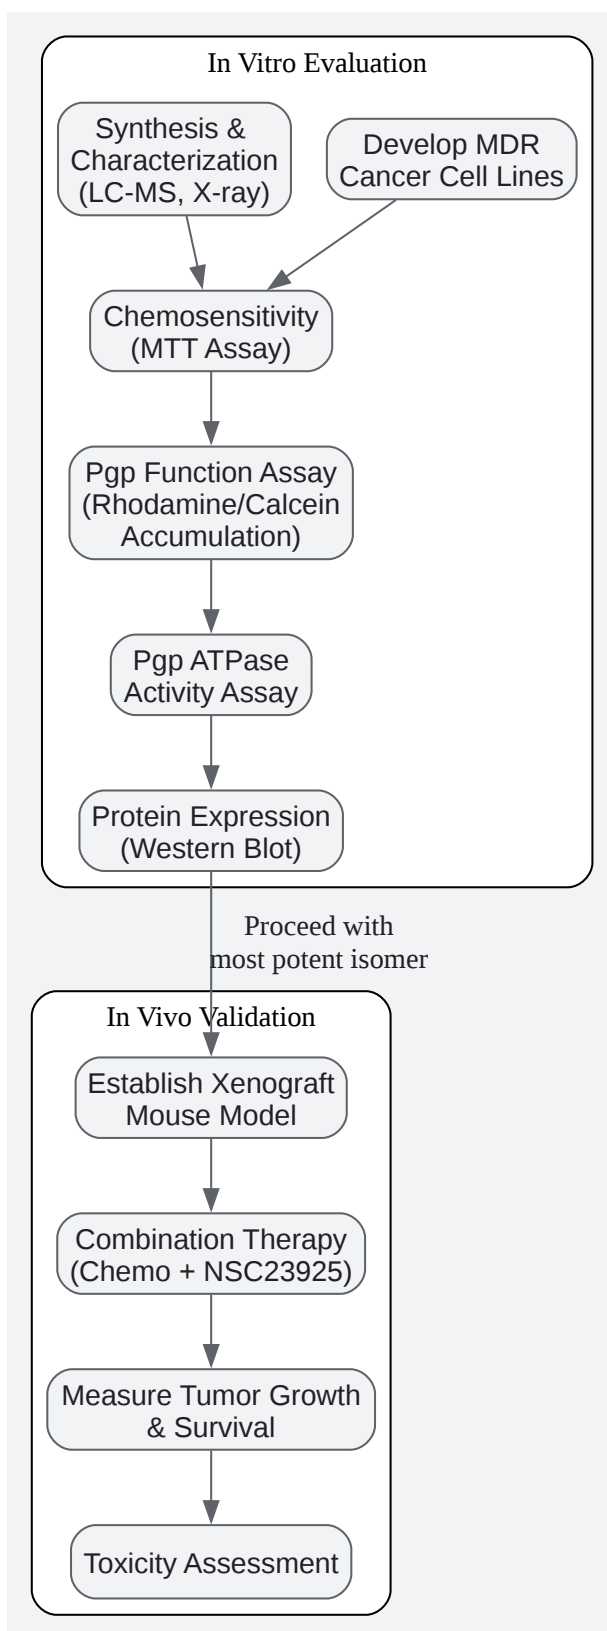 In Vitro Evaluation
Synthesis &
Characterization
(LC-MS, X-ray)
Develop MDR
Cancer Cell Lines
Chemosensitivity
(MTT Assay)
Pgp Function Assay
(Rhodamine/Calcein
Accumulation)
Pgp ATPase
Activity Assay
Protein Expression
(Western Blot)
Proceed with
most potent isomer
In Vivo Validation
Establish Xenograft
Mouse Model
Combination Therapy
(Chemo + NSC23925)
Measure Tumor Growth
& Survival
Toxicity Assessment